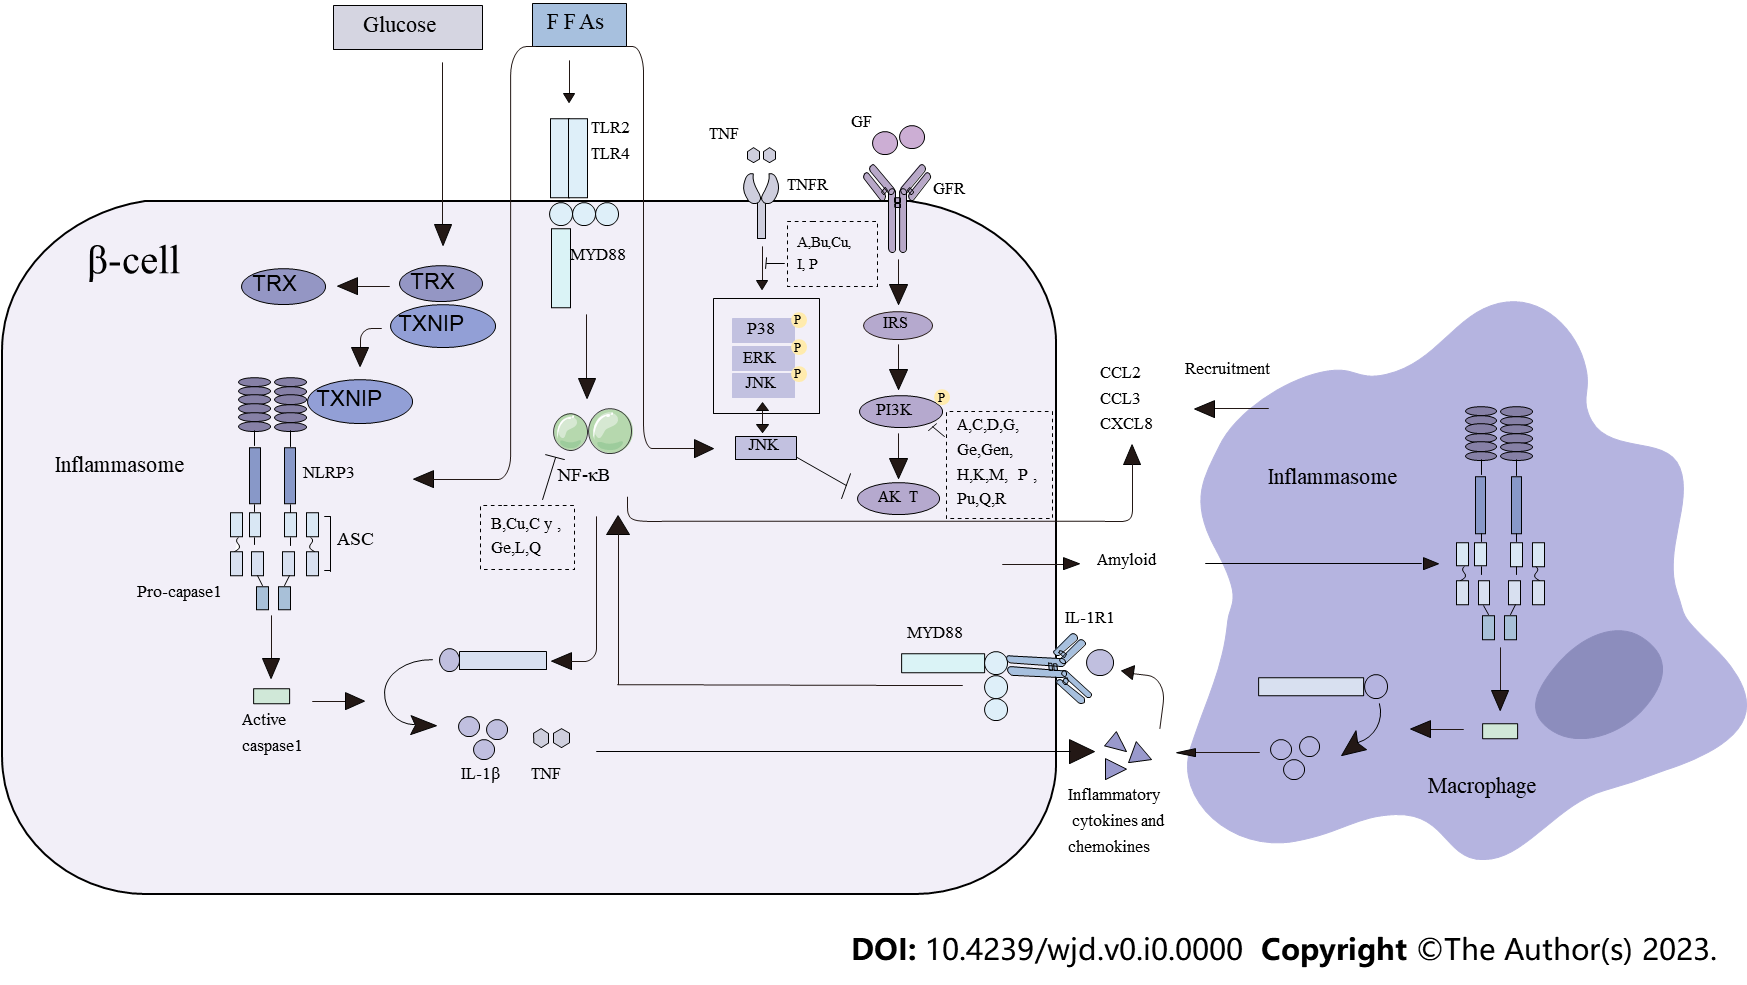 Glucose
F F As
TLR2
TLR4
TNF
TNFR
GF
GFR
β-cell
MYD88
A,Bu,Cu,
I, P
TRX
TRX
TXNIP
TXNIP
P38
P
ERK
P
JNK
P
JNK
IRS
PI3K
P
AK T
A,C,D,G,
Ge,Gen,
H,K,M, P ,
Pu,Q,R
CCL2
CCL3
CXCL8
Recruitment
Inflammasome
NLRP3
ASC
Pro-capase1
NF-κB
B,Cu,C y ,
Ge,L,Q
Inflammasome
Amyloid
IL-1R1
MYD88
Active
caspase1
IL-1β
TNF
Inflammatory
cytokines and
chemokines
Macrophage
DOI: 10.4239/wjd.v0.i0.0000 Copyright ©The Author(s) 2023.